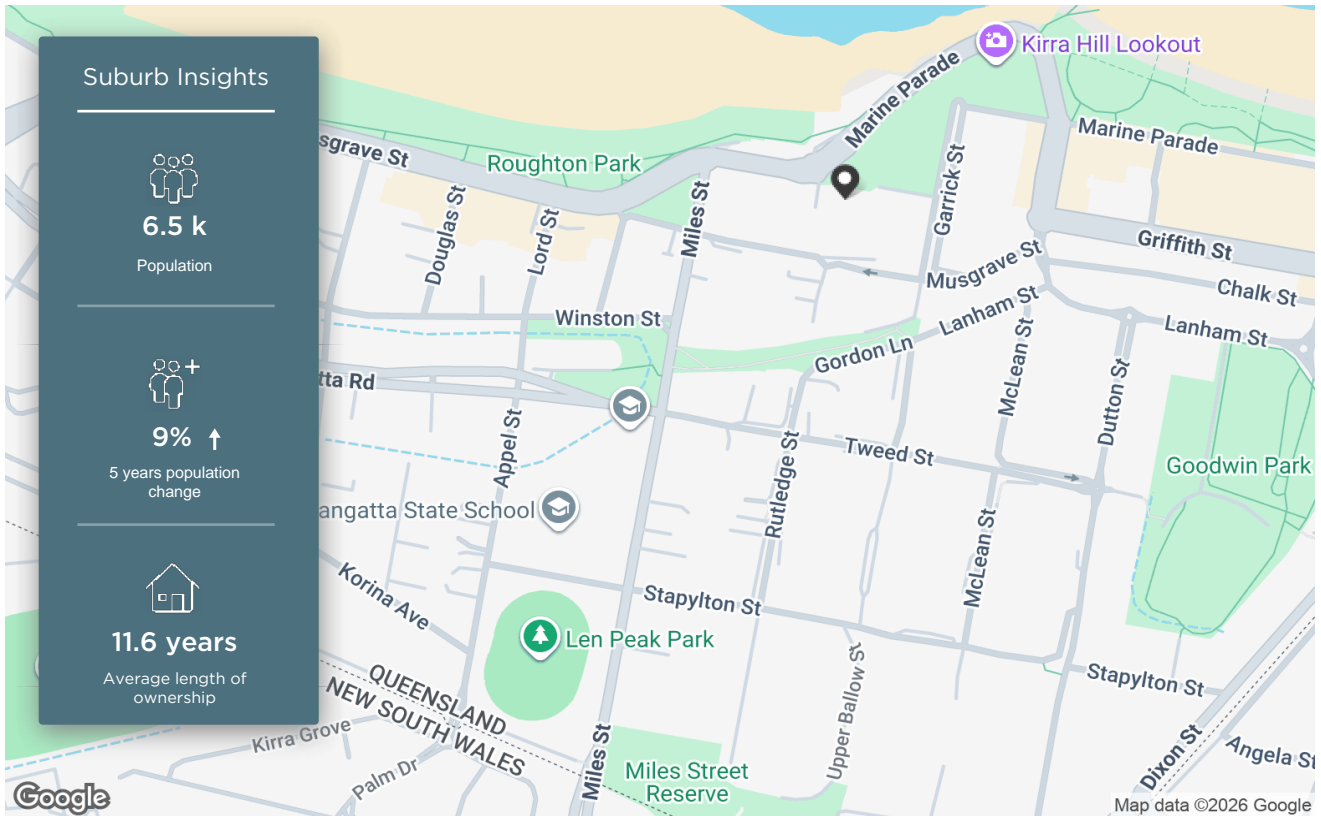 Suburb Insights
6.5 k
Population
9%
5 years population
change
11.6 years
Average length of
ownership
Kirra Hill Lookout
Marine Parade
Marine Parade
sgrave St
Roughton Park
Garrick St
Miles St
Douglas St
Lord St
Griffith St
Musgrave St
Chalk St
Winston St
Lanham St
Lanham St
Gordon Ln
McLean St
Dutton St
tta Rd
Appel St
Tweed St
Rutledge St
Goodwin Park
angatta State School
McLean St
Korina Ave
Stapylton St
Len Peak Park
Upper Ballow St
Stapylton St
QUEENSLAND
NEW SOUTH WALES
Kirra Grove
Palm Dr
Miles St
Miles Street
Reserve
Dixon St
Angela St
Google
Map data ©2026 Google